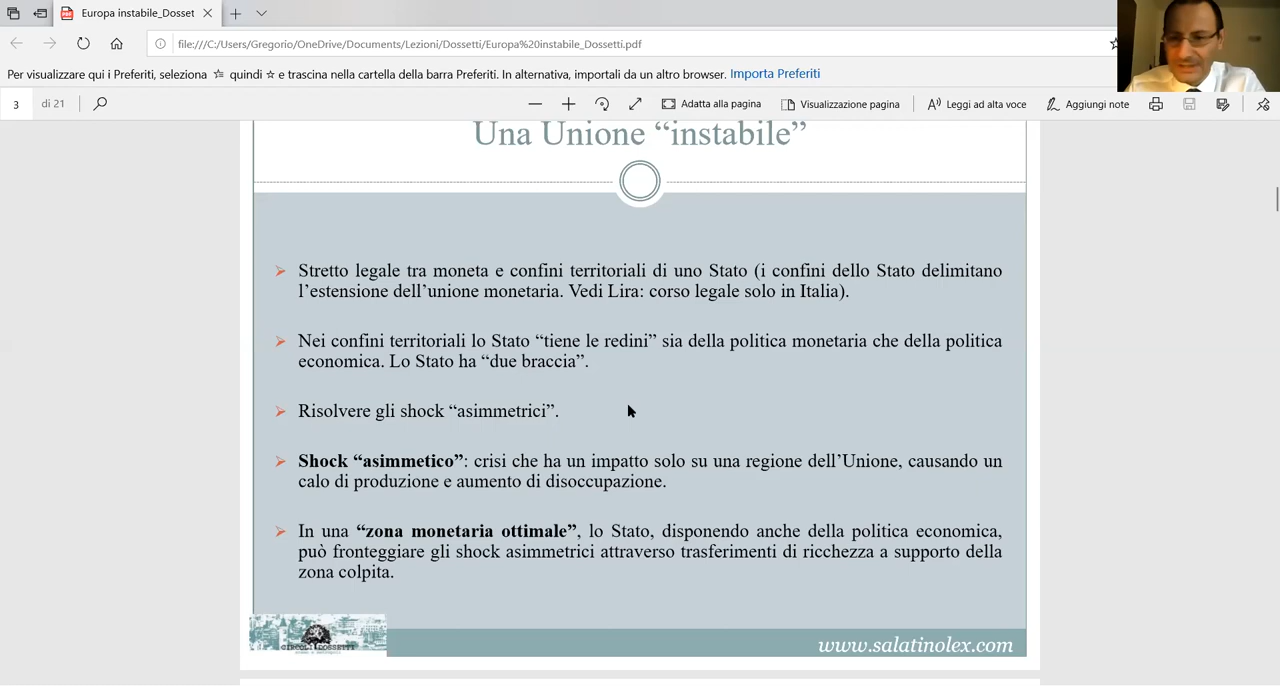 Europa instabile_Dosset
file:///C:/Users/Gregorio/OneDrive/Documents/Lezioni/Dossetti/Europa%20instabile_Dossetti.pdf
Per visualizzare qui i Preferiti, seleziona quindi e trascina nella cartella della barra Preferiti. In alternativa, importali da un altro browser. Importa Preferiti
3 di 21 Adatta alla pagina Visualizzazione pagina Leggi ad alta voce Aggiungi note
Una Unione “instabile”
Stretto legale tra moneta e confini territoriali di uno Stato (i confini dello Stato delimitano
l’estensione dell’unione monetaria. Vedi Lira: corso legale solo in Italia).
Nei confini territoriali lo Stato “tiene le redini” sia della politica monetaria che della politica
economica. Lo Stato ha “due braccia”.
Risolvere gli shock “asimmetrici”.
Shock “asimmetico”: crisi che ha un impatto solo su una regione dell’Unione, causando un
calo di produzione e aumento di disoccupazione.
In una “zona monetaria ottimale”, lo Stato, disponendo anche della politica economica,
può fronteggiare gli shock asimmetrici attraverso trasferimenti di ricchezza a supporto della
zona colpita.
CIRCOLI DOSSETTI
www.salatinolex.com